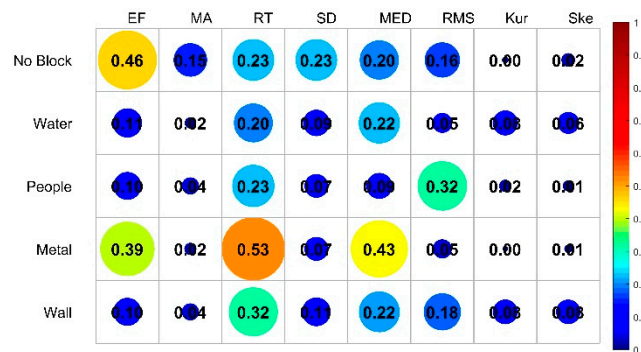 EF MA RT SD MED RMS Kur Ske
No Block 0.46 0.15 0.23 0.23 0.20 0.16 0.00 0.02
Water 0.11 0.02 0.20 0.09 0.22 0.05 0.08 0.06
People 0.10 0.04 0.23 0.07 0.09 0.32 0.02 0.01
Metal 0.39 0.02 0.53 0.07 0.43 0.05 0.00 0.01
Wall 0.10 0.04 0.32 0.11 0.22 0.18 0.08 0.08
1
0